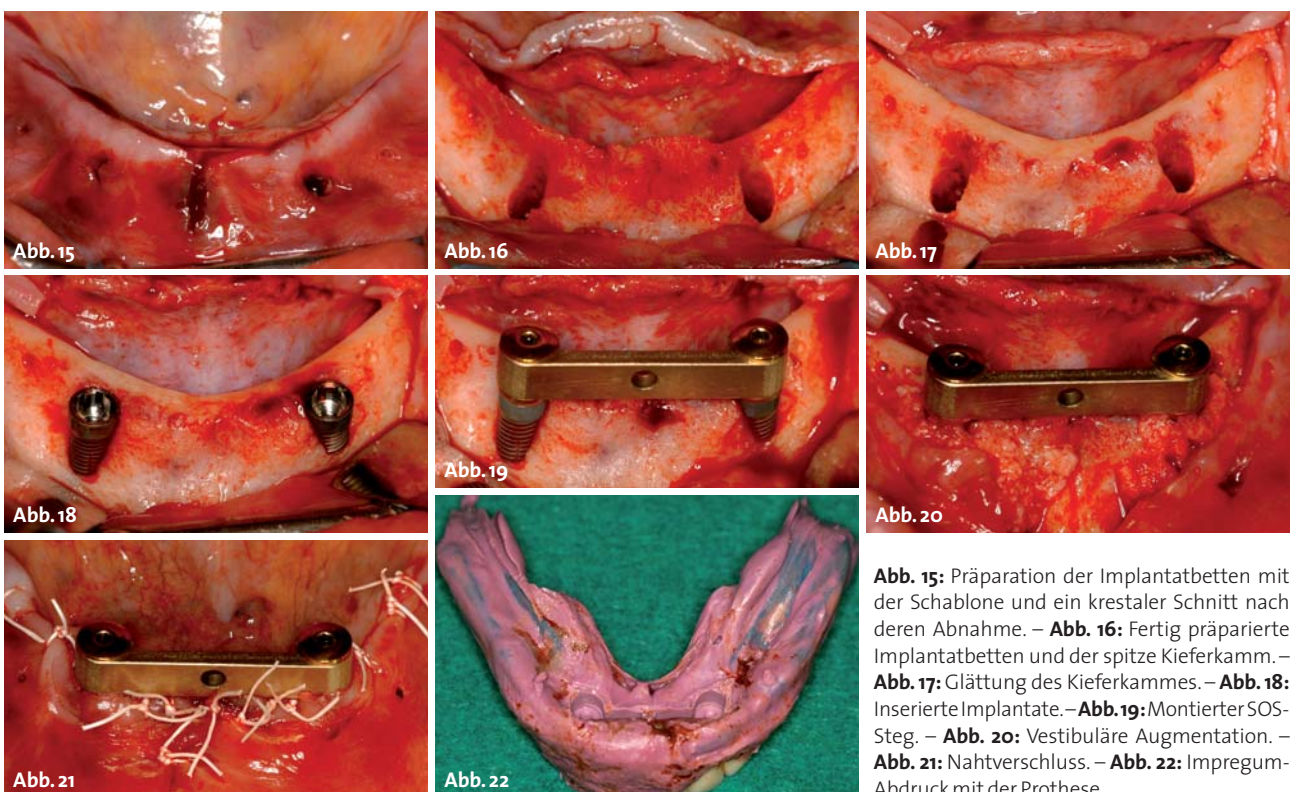 Abb. 15
Abb. 16
Abb. 17
Abb. 18
Abb. 19
Abb. 20
Abb. 21
Abb. 22
Abb. 15: Präparation der Implantatbetten mit
der Schablone und ein krestaler Schnitt nach
deren Abnahme. – Abb. 16: Fertig präparierte
Implantatbetten und der spitze Kieferkamm. –
Abb. 17: Glättung des Kieferkammes. – Abb. 18:
Inserierte Implantate. – Abb. 19: Montierter SOS-
Steg. – Abb. 20: Vestibuläre Augmentation. –
Abb. 21: Nahtverschluss. – Abb. 22: Impregum-
Abdruck mit der Prothese